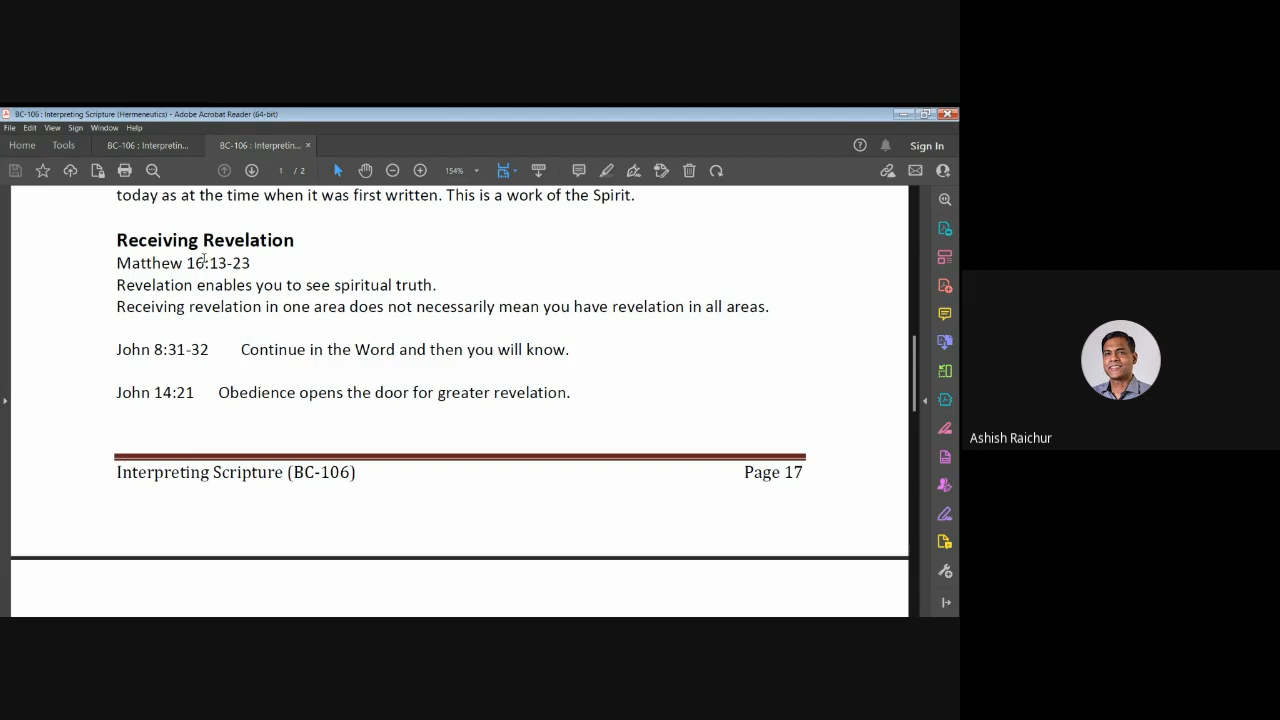 BC-106 : Interpreting Scripture (Hermeneutics) - Adobe Acrobat Reader (64-bit)
File Edit View Sign Window Help
Home Tools BC-106 : Interpretin... BC-106 : Interpretin... × Sign In
1 / 2 154%
today as at the time when it was first written. This is a work of the Spirit.
Receiving Revelation
Matthew 16:13-23
Revelation enables you to see spiritual truth.
Receiving revelation in one area does not necessarily mean you have revelation in all areas.
John 8:31-32 Continue in the Word and then you will know.
John 14:21 Obedience opens the door for greater revelation.
Interpreting Scripture (BC-106) Page 17
Ashish Raichur